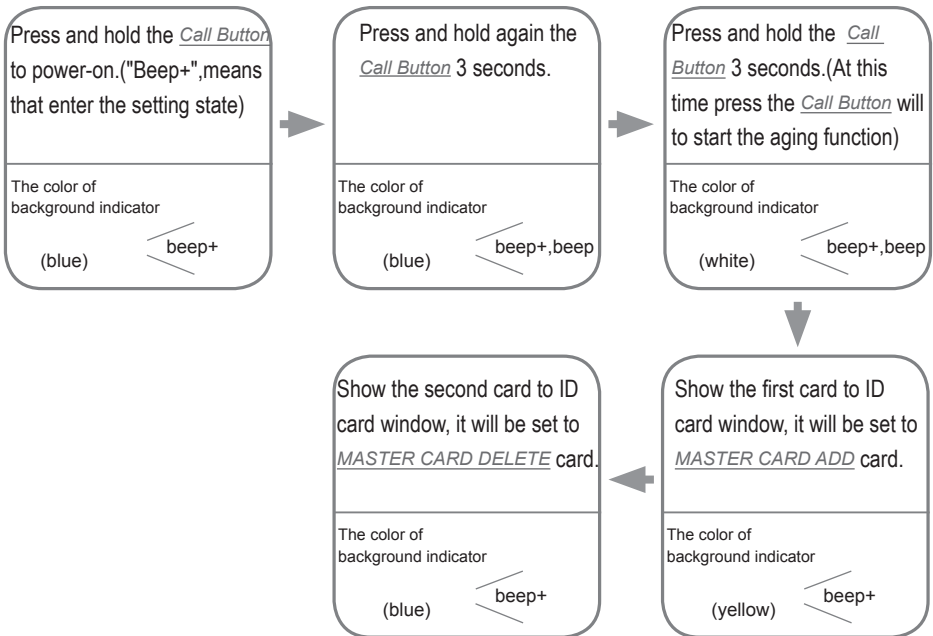 Press and hold the Call Button
to power-on.("Beep+",means
that enter the setting state)
The color of
background indicator
(blue)
beep+
Press and hold again the
Call Button 3 seconds.
The color of
background indicator
(blue)
beep+,beep
Press and hold the Call
Button 3 seconds.(At this
time press the Call Button will
to start the aging function)
The color of
background indicator
(white)
beep+,beep
Show the first card to ID
card window, it will be set to
MASTER CARD ADD card.
The color of
background indicator
(yellow)
beep+
Show the second card to ID
card window, it will be set to
MASTER CARD DELETE card.
The color of
background indicator
(blue)
beep+